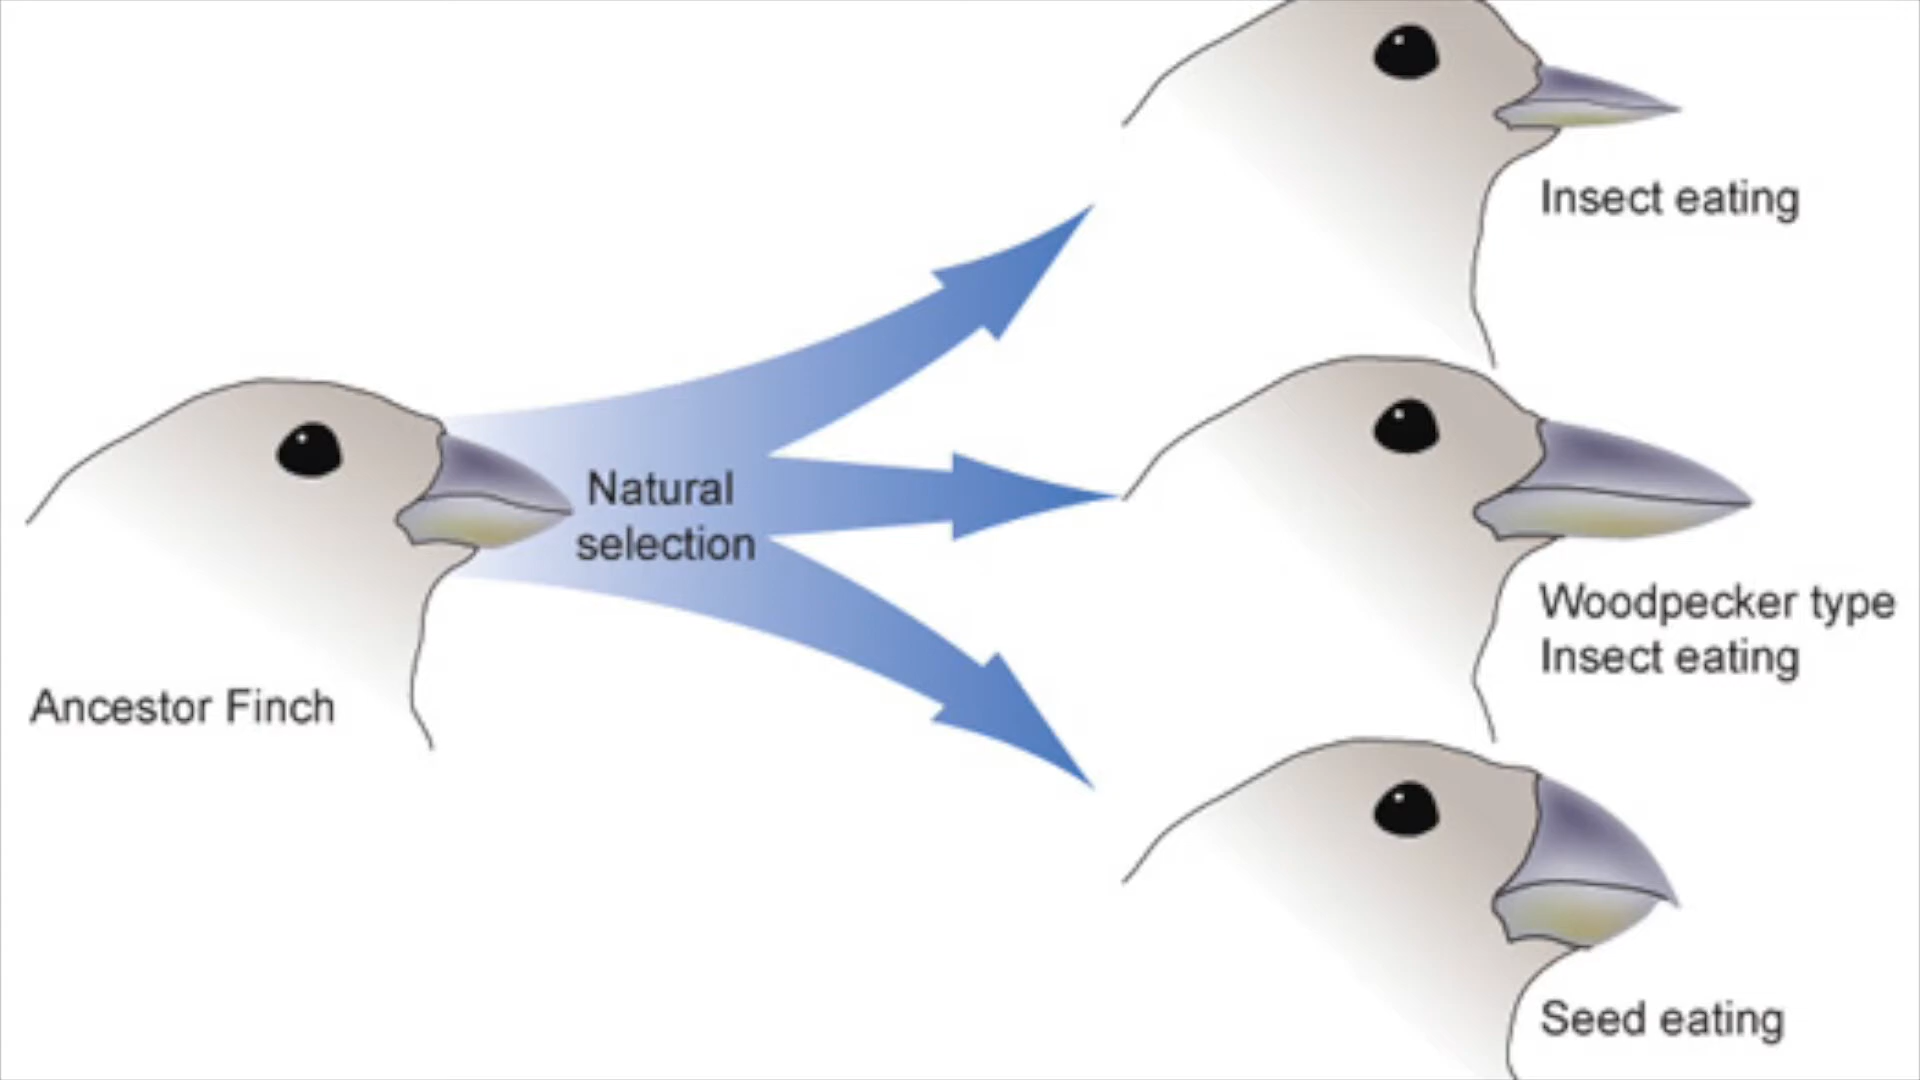 Insect eating
Natural
selection
Woodpecker type
Insect eating
Ancestor Finch
Seed eating